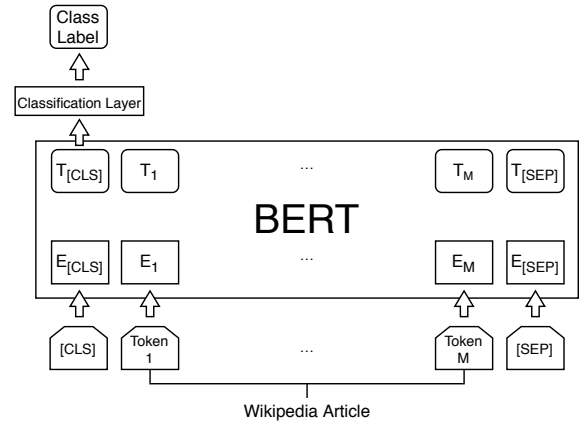 Class
Label
Classification Layer
T[CLS] T1 ... TM T[SEP]
BERT
E[CLS] E1 ... EM E[SEP]
[CLS] Token 1 ... Token M [SEP]
Wikipedia Article